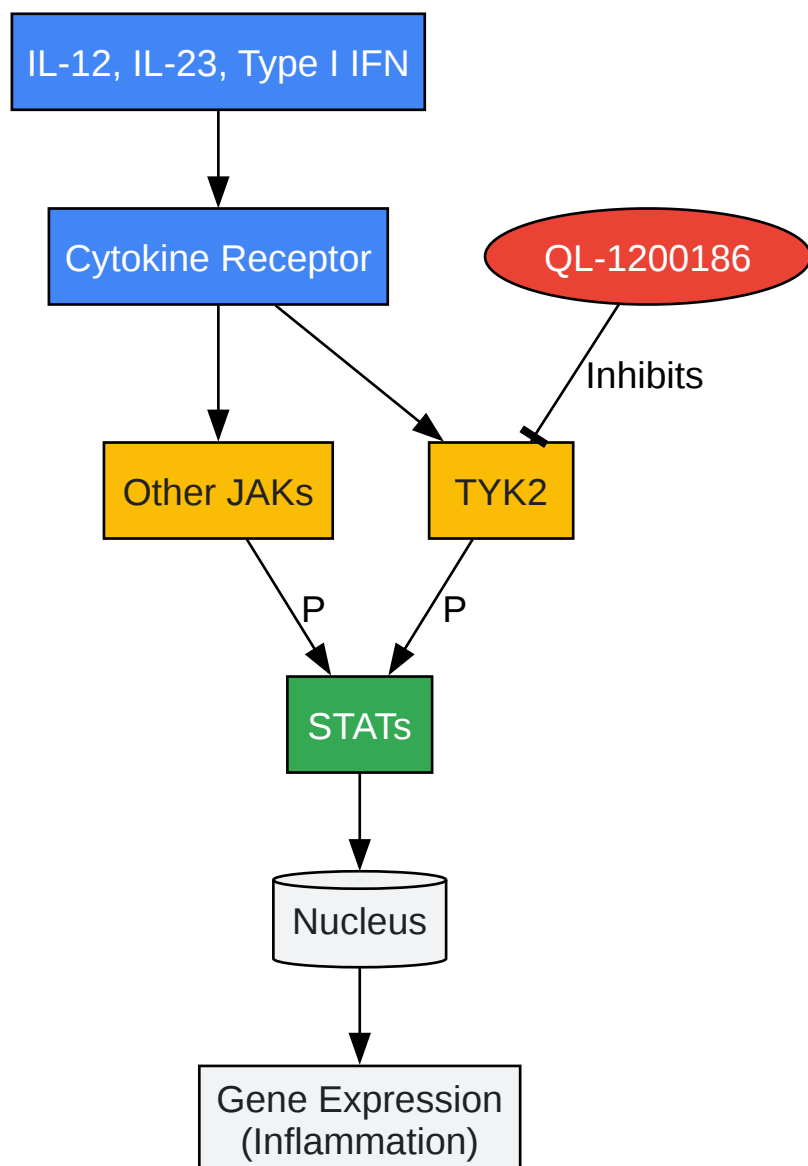 IL-12, IL-23, Type I IFN
Cytokine Receptor
QL-1200186
Inhibits
Other JAKs
TYK2
P
P
STATs
Nucleus
Gene Expression
(Inflammation)